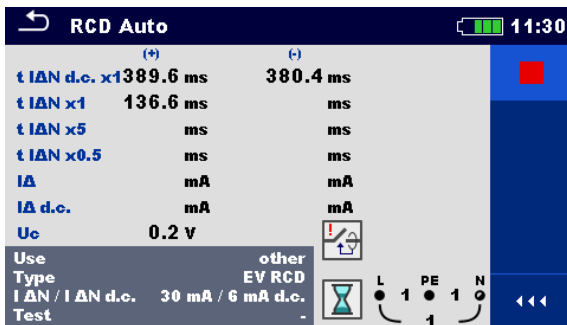 RCD Auto 11:30
(+) (-)
t IΔN d.c. x1 389.6 ms 380.4 ms
t IΔN x1 136.6 ms ms
t IΔN x5 ms ms
t IΔN x0.5 ms ms
IΔ mA mA
IΔ d.c. mA mA
Uc 0.2 V
Use other
Type EV RCD
I ΔN / I ΔN d.c. 30 mA / 6 mA d.c.
Test -
L PE N
1 1
1